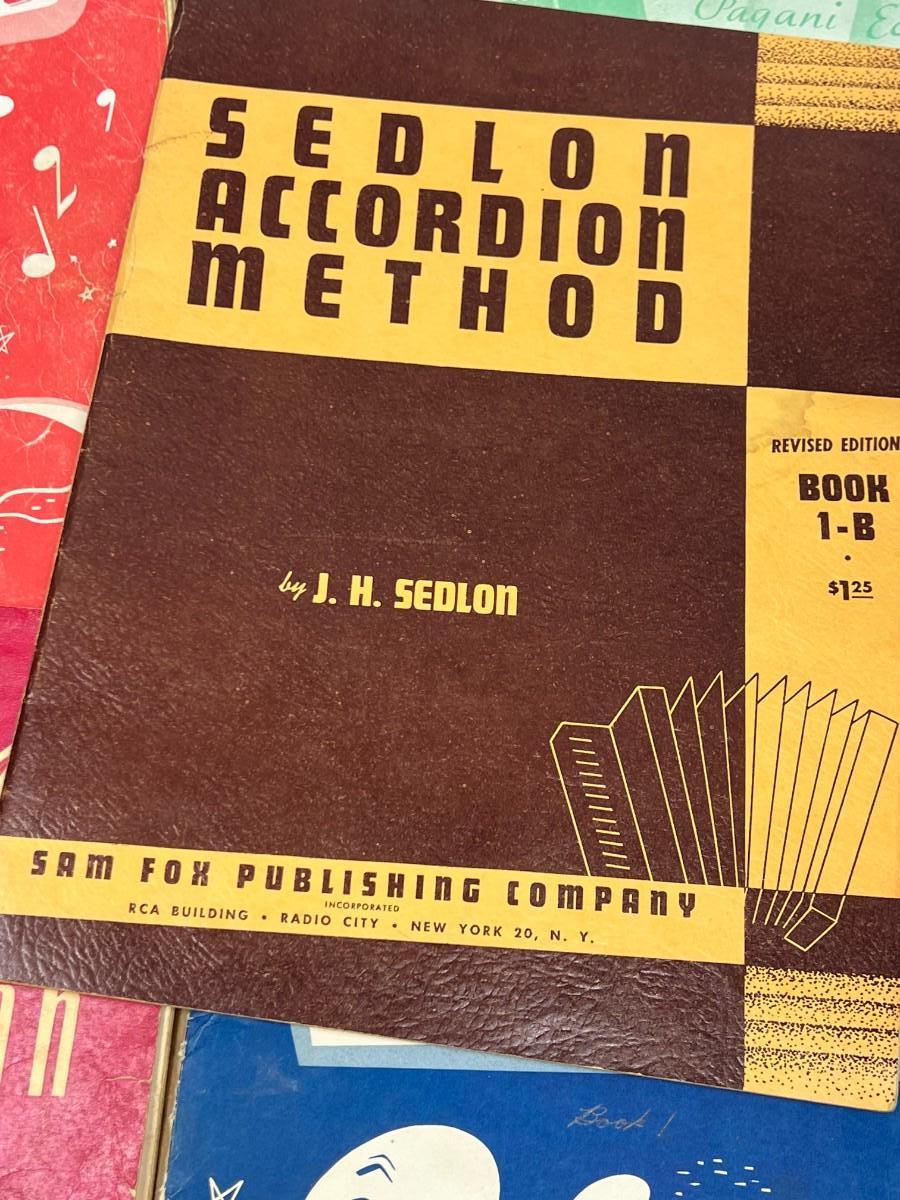 Pagani
SEDLON
ACCORDION
METHOD
REVISED EDITION
BOOK
1-B
•
$1.25
by J. H. SEDLON
SAM FOX PUBLISHING COMPANY
INCORPORATED
RCA BUILDING • RADIO CITY • NEW YORK 20, N. Y.
Book 1